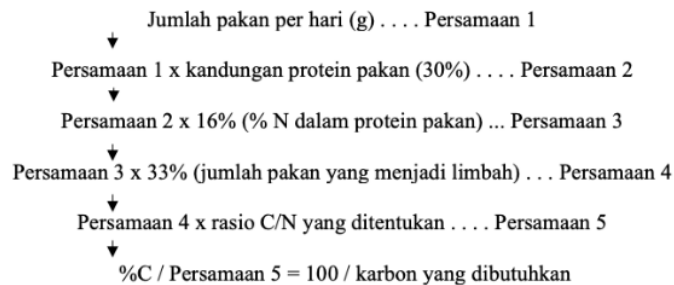 Jumlah pakan per hari (g) . . . . Persamaan 1
Persamaan 1 x kandungan protein pakan (30%) . . . . Persamaan 2
Persamaan 2 x 16% (% N dalam protein pakan) ... Persamaan 3
Persamaan 3 x 33% (jumlah pakan yang menjadi limbah) . . . Persamaan 4
Persamaan 4 x rasio C/N yang ditentukan . . . . Persamaan 5
%C / Persamaan 5 = 100 / karbon yang dibutuhkan